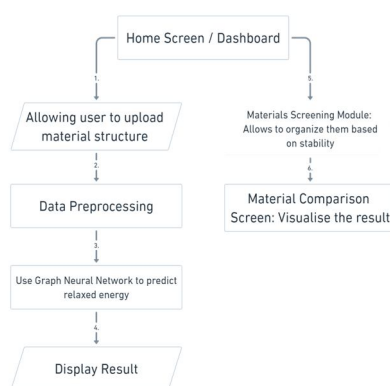 Home Screen / Dashboard
1.
5.
Allowing user to upload
material structure
Materials Screening Module:
Allows to organize them based
on stability
2.
6.
Data Preprocessing
Material Comparison
Screen: Visualise the result
3.
Use Graph Neural Network to predict
relaxed energy
4.
Display Result